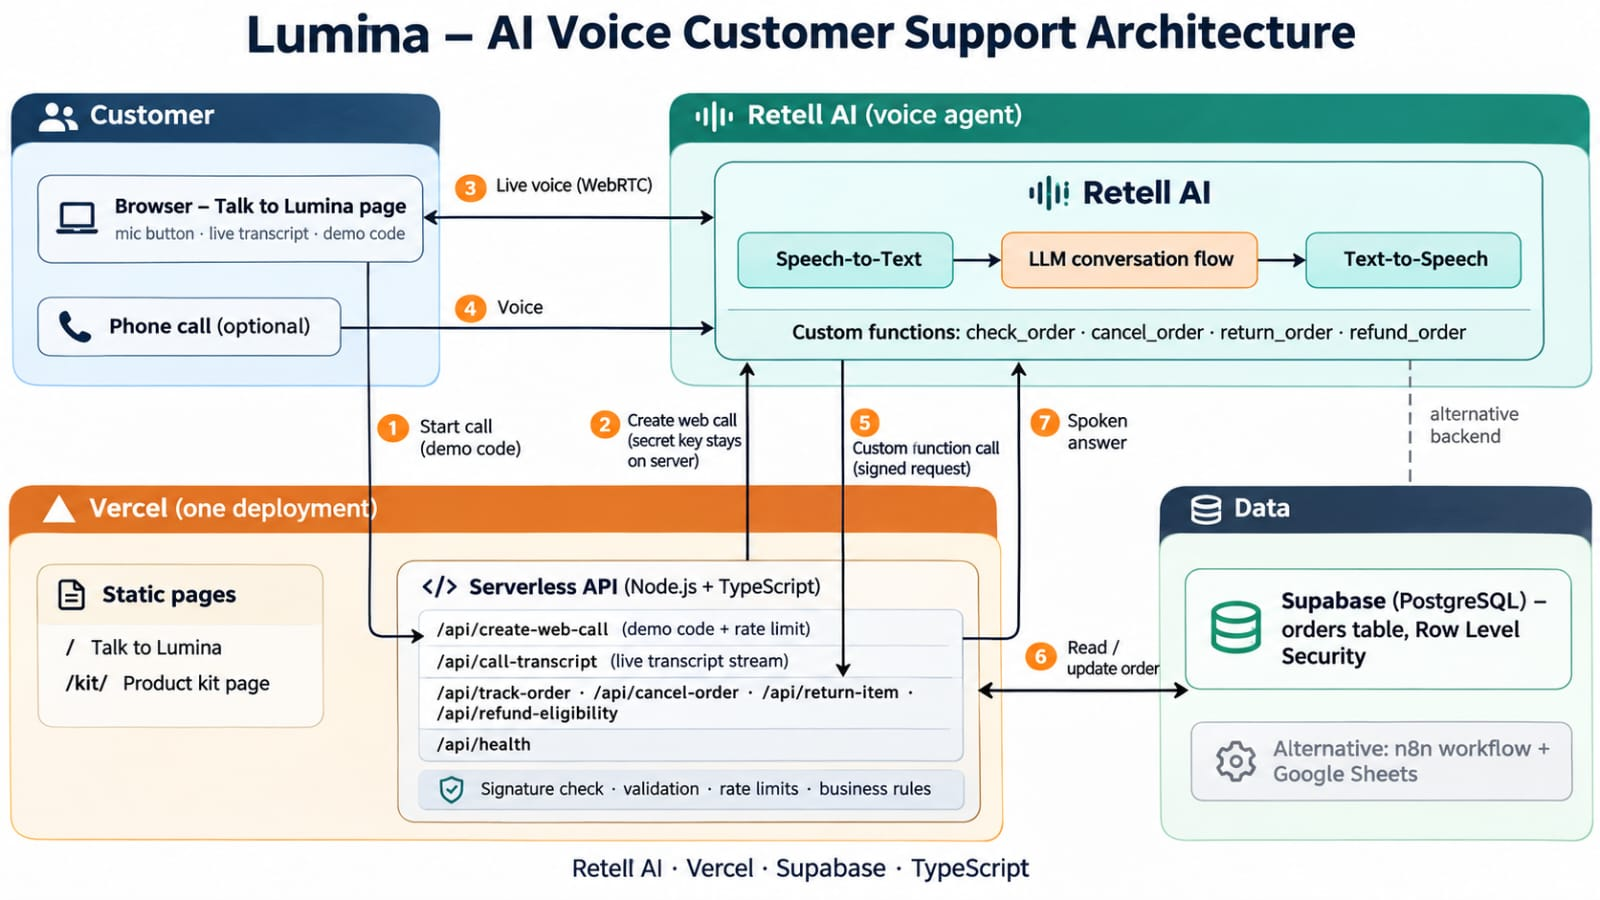 Lumina – AI Voice Customer Support Architecture
Customer
Browser – Talk to Lumina page
mic button · live transcript · demo code
Phone call (optional)
3 Live voice (WebRTC)
4 Voice
Retell AI (voice agent)
Retell AI
Speech-to-Text
LLM conversation flow
Text-to-Speech
Custom functions: check_order · cancel_order · return_order · refund_order
1 Start call
(demo code)
2 Create web call
(secret key stays
on server)
5
Custom function call
(signed request)
7 Spoken
answer
alternative
backend
Vercel (one deployment)
Static pages
/ Talk to Lumina
/kit/ Product kit page
</> Serverless API (Node.js + TypeScript)
/api/create-web-call (demo code + rate limit)
/api/call-transcript (live transcript stream)
/api/track-order · /api/cancel-order · /api/return-item ·
/api/refund-eligibility
/api/health
Signature check · validation · rate limits · business rules
6 Read /
update order
Data
Supabase (PostgreSQL) –
orders table, Row Level
Security
Alternative: n8n workflow +
Google Sheets
Retell AI · Vercel · Supabase · TypeScript